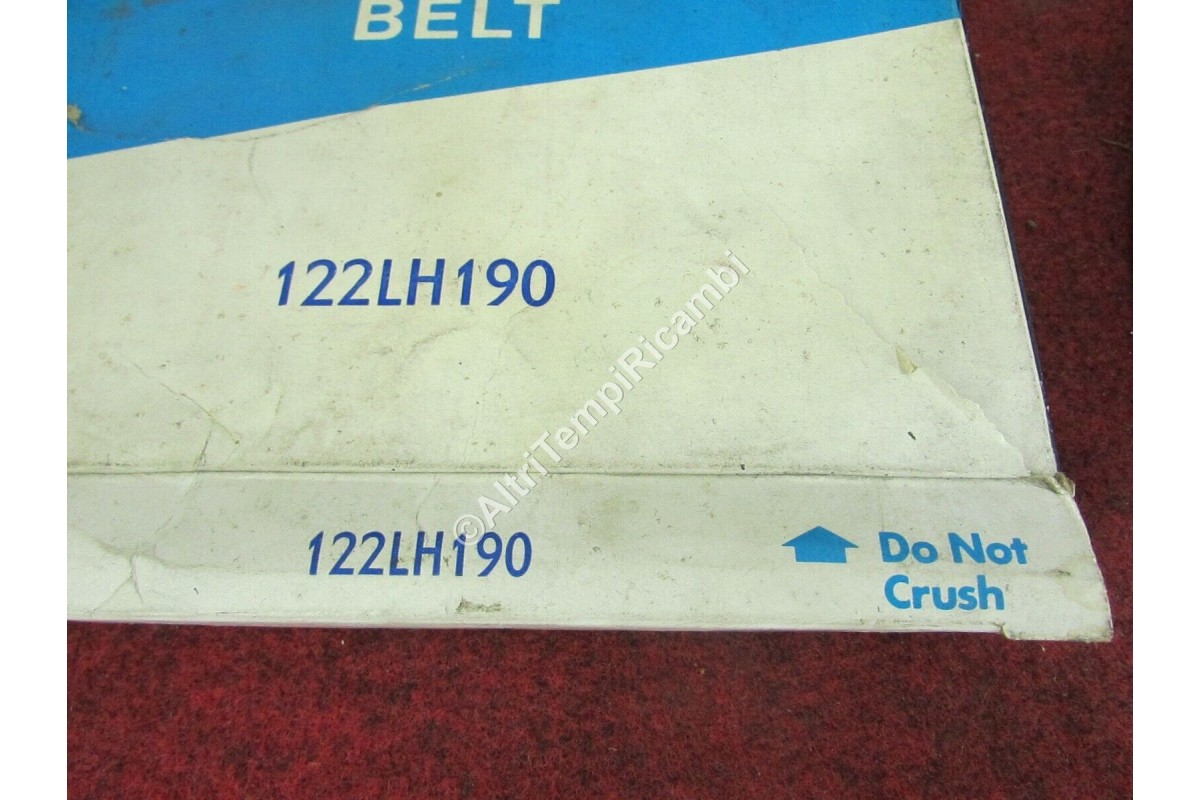 BELT
122LH190
©AltriTempiRicambi
122LH190
Do Not
Crush